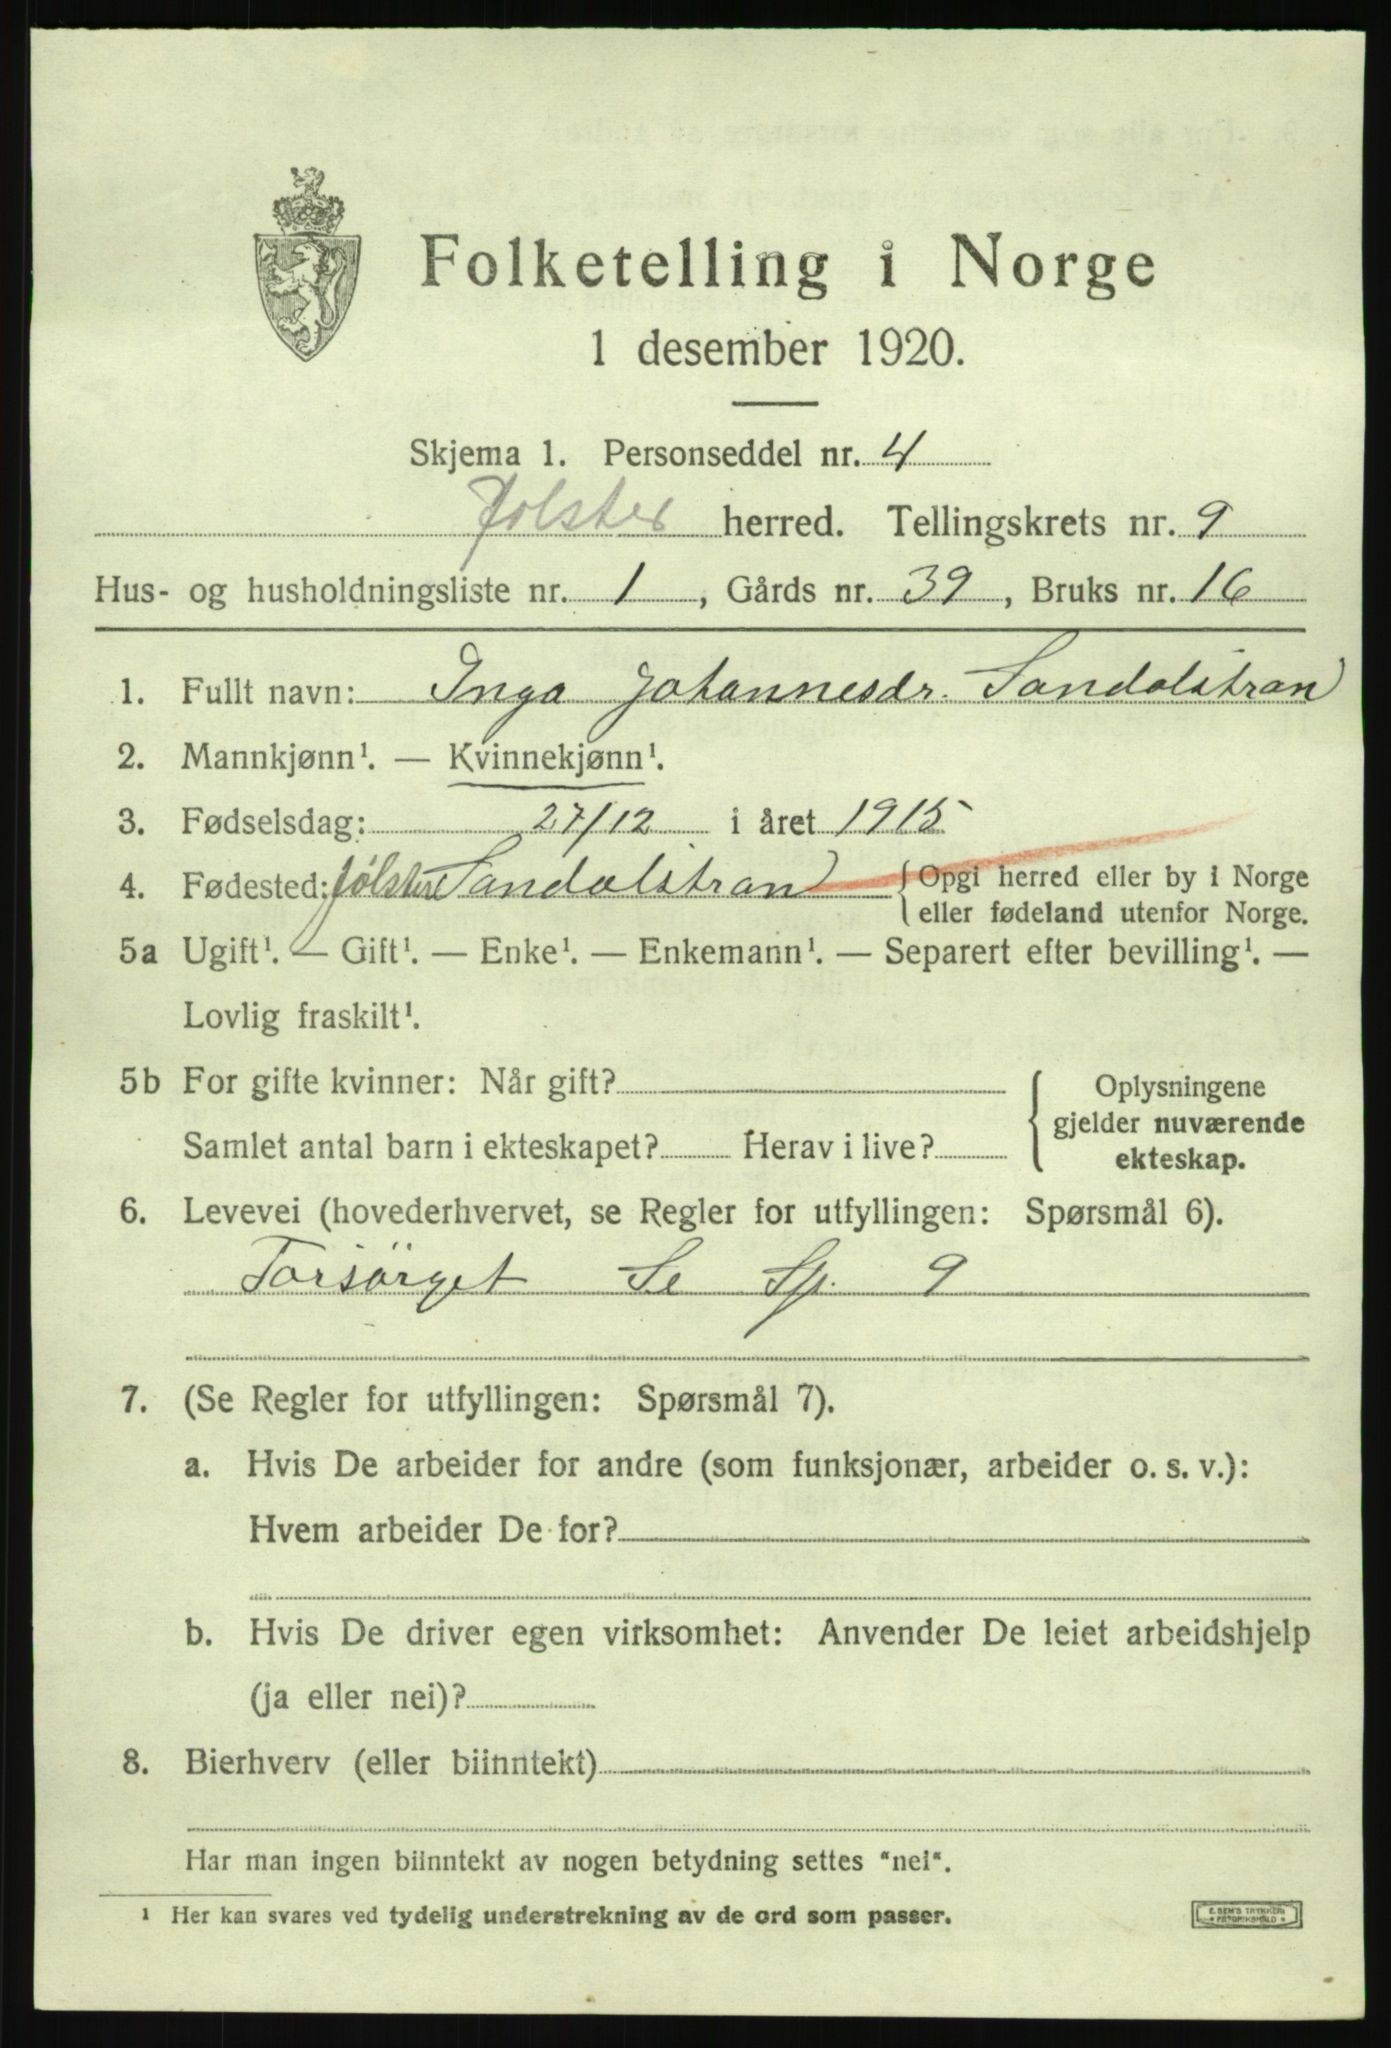 Folketelling i Norge
1 desember 1920.
Skjema 1. Personseddel nr. 4
Jølster herred. Tellingskrets nr. 9
Hus- og husholdningsliste nr. 1, Gårds nr. 39, Bruks nr. 16
1. Fullt navn: Inga Johannesdr. Sandalstran
2. Mannkjønn¹. — Kvinnekjønn¹.
3. Fødselsdag: 27/12 i året 1915
4. Fødested: Jølster Sandalstran {Opgi herred eller by i Norge
eller fødeland utenfor Norge.
5a Ugift¹. — Gift¹. — Enke¹. — Enkemann¹. — Separert efter bevilling¹. —
Lovlig fraskilt¹.
5b For gifte kvinner: Når gift?
Samlet antal barn i ekteskapet? Herav i live?
Oplysningene
gjelder nuværende
ekteskap.
6. Levevei (hovederhvervet, se Regler for utfyllingen: Spørsmål 6).
Forsörget Se Sp. 9
7. (Se Regler for utfyllingen: Spørsmål 7).
a. Hvis De arbeider for andre (som funksjonær, arbeider o. s. v.):
Hvem arbeider De for?
b. Hvis De driver egen virksomhet: Anvender De leiet arbeidshjelp
(ja eller nei)?
8. Bierhverv (eller biinntekt)
Har man ingen biinntekt av nogen betydning settes "nei".
¹ Her kan svares ved tydelig understrekning av de ord som passer.
E. SEM'S TRYKKERI
FREDRIKSHALD